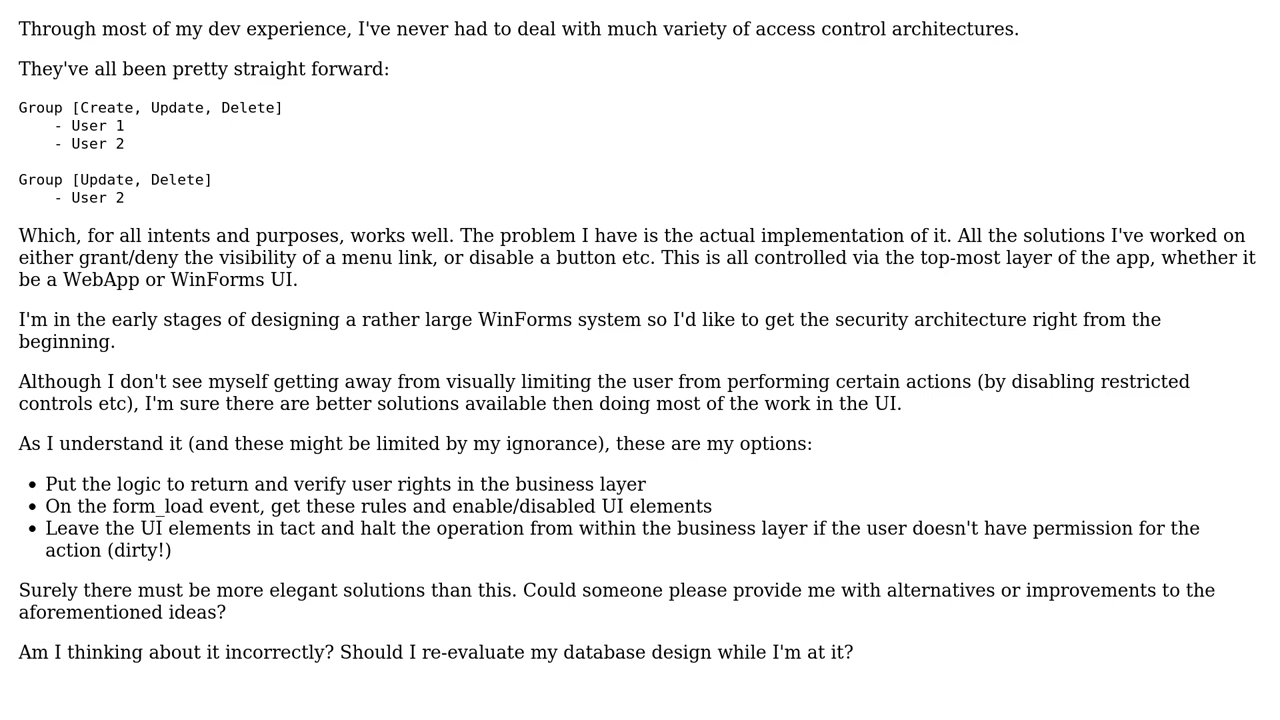 Through most of my dev experience, I've never had to deal with much variety of access control architectures.
They've all been pretty straight forward:
Group [Create, Update, Delete]
    - User 1
    - User 2
Group [Update, Delete]
    - User 2
Which, for all intents and purposes, works well. The problem I have is the actual implementation of it. All the solutions I've worked on
either grant/deny the visibility of a menu link, or disable a button etc. This is all controlled via the top-most layer of the app, whether it
be a WebApp or WinForms UI.
I'm in the early stages of designing a rather large WinForms system so I'd like to get the security architecture right from the
beginning.
Although I don't see myself getting away from visually limiting the user from performing certain actions (by disabling restricted
controls etc), I'm sure there are better solutions available then doing most of the work in the UI.
As I understand it (and these might be limited by my ignorance), these are my options:
• Put the logic to return and verify user rights in the business layer
• On the form_load event, get these rules and enable/disabled UI elements
• Leave the UI elements in tact and halt the operation from within the business layer if the user doesn't have permission for the
action (dirty!)
Surely there must be more elegant solutions than this. Could someone please provide me with alternatives or improvements to the
aforementioned ideas?
Am I thinking about it incorrectly? Should I re-evaluate my database design while I'm at it?